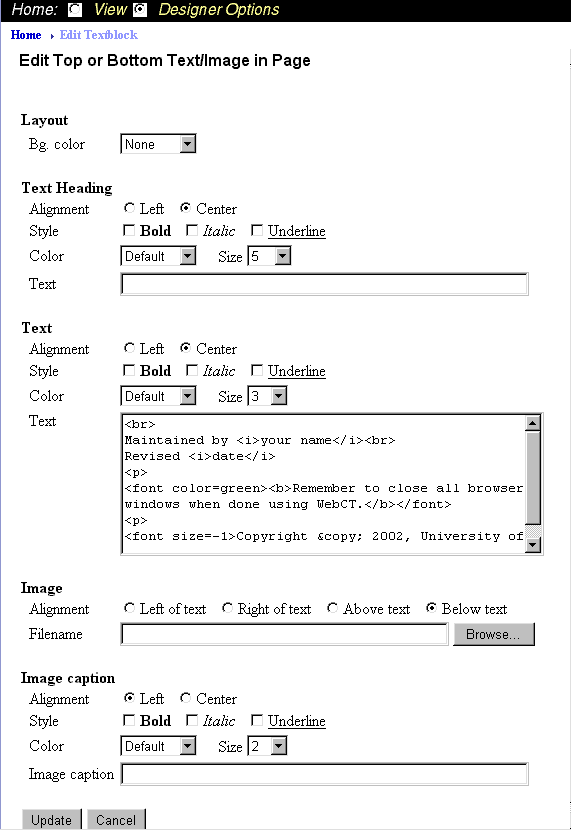 Home: View Designer Options
Home Edit Textblock
Edit Top or Bottom Text/Image in Page
Layout
Bg. color None
Text Heading
Alignment Left Center
Style Bold Italic Underline
Color Default Size 5
Text
Text
Alignment Left Center
Style Bold Italic Underline
Color Default Size 3
Text <br>
Maintained by <i>your name</i><br>
Revised <i>date</i>
<p>
<font color=green><b>Remember to close all browser
windows when done using WebCT.</b></font>
<p>
<font size=-1>Copyright &copy; 2002, University of
Image
Alignment Left of text Right of text Above text Below text
Filename Browse...
Image caption
Alignment Left Center
Style Bold Italic Underline
Color Default Size 2
Image caption
Update Cancel